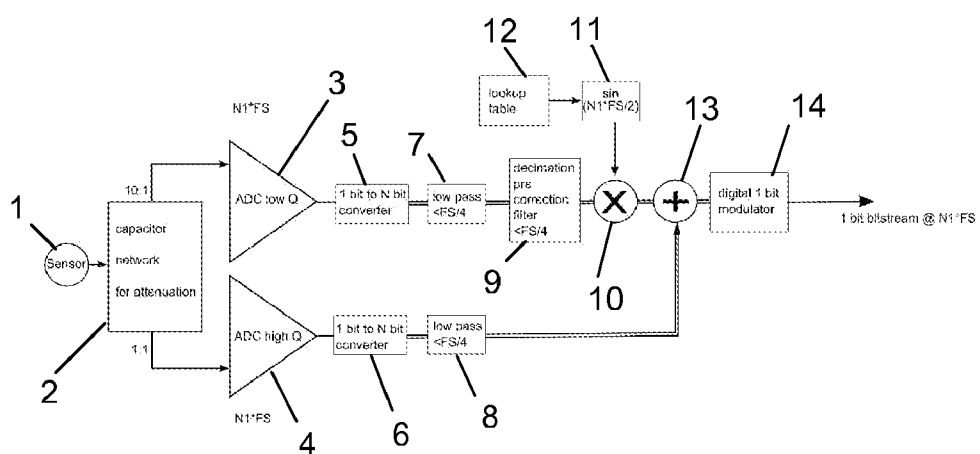 12
11
lookup
table
sin
(N1*FS/2)
3
N1*FS
5
7
13
14
10:1
ADC low Q
1 bit to N bit
converter
low pass
<FS/4
decimation
pre
correction
filter
<FS/4
X
+
digital 1 bit
modulator
1 bit bitstream @ N1*FS
1
Sensor
capacitor
network
for attenuation
9
10
2
1:1
ADC high Q
1 bit to N bit
converter
low pass
<FS/4
N1*FS
4
6
8